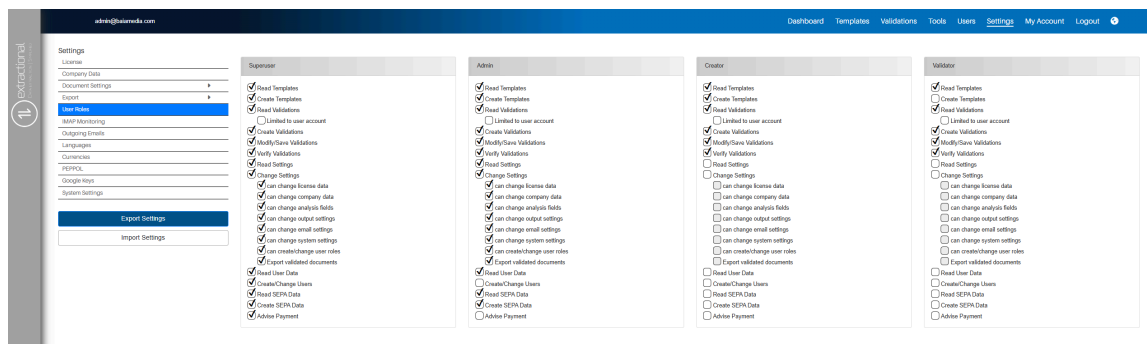 admin@baiamedia.com
Dashboard Templates Validations Tools Users Settings My Account Logout
extractional
Settings
License
Company Data
Document Settings
Export
User Roles
IMAP Monitoring
Outgoing Emails
Languages
Currencies
PEPPOL
Google Keys
System Settings
Export Settings
Import Settings
Superuser
Read Templates
Create Templates
Read Validations
Limited to user account
Create Validations
Modify/Save Validations
Verify Validations
Read Settings
Change Settings
can change license data
can change company data
can change analysis fields
can change output settings
can change email settings
can change system settings
can create/change user roles
Export validated documents
Read User Data
Create/Change Users
Read SEPA Data
Create SEPA Data
Advise Payment
Admin
Read Templates
Create Templates
Read Validations
Limited to user account
Create Validations
Modify/Save Validations
Verify Validations
Read Settings
Change Settings
can change license data
can change company data
can change analysis fields
can change output settings
can change email settings
can change system settings
can create/change user roles
Export validated documents
Read User Data
Create/Change Users
Read SEPA Data
Create SEPA Data
Advise Payment
Creator
Read Templates
Create Templates
Read Validations
Limited to user account
Create Validations
Modify/Save Validations
Verify Validations
Read Settings
Change Settings
can change license data
can change company data
can change analysis fields
can change output settings
can change email settings
can change system settings
can create/change user roles
Export validated documents
Read User Data
Create/Change Users
Read SEPA Data
Create SEPA Data
Advise Payment
Validator
Read Templates
Create Templates
Read Validations
Limited to user account
Create Validations
Modify/Save Validations
Verify Validations
Read Settings
Change Settings
can change license data
can change company data
can change analysis fields
can change output settings
can change email settings
can change system settings
can create/change user roles
Export validated documents
Read User Data
Create/Change Users
Read SEPA Data
Create SEPA Data
Advise Payment